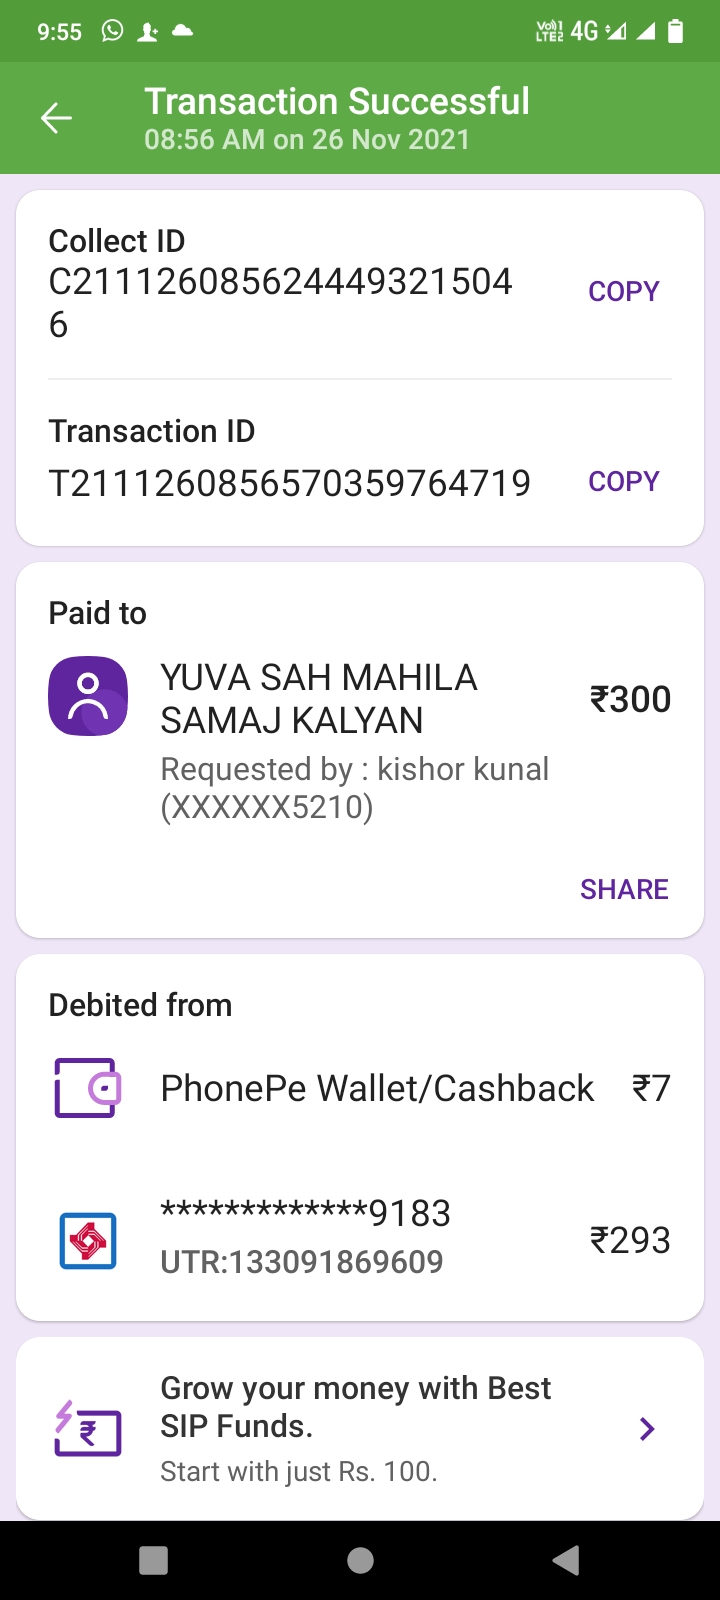 9:55 Vo)) 1 LTE2 4G
Transaction Successful
08:56 AM on 26 Nov 2021
Collect ID
C21112608562444932​1504
6
COPY
Transaction ID
T2111260856570359764719
COPY
Paid to
YUVA SAH MAHILA
SAMAJ KALYAN
₹300
Requested by : kishor kunal
(XXXXXX5210)
SHARE
Debited from
PhonePe Wallet/Cashback ₹7
*************9183
₹293
UTR:133091869609
Grow your money with Best
SIP Funds.
Start with just Rs. 100.